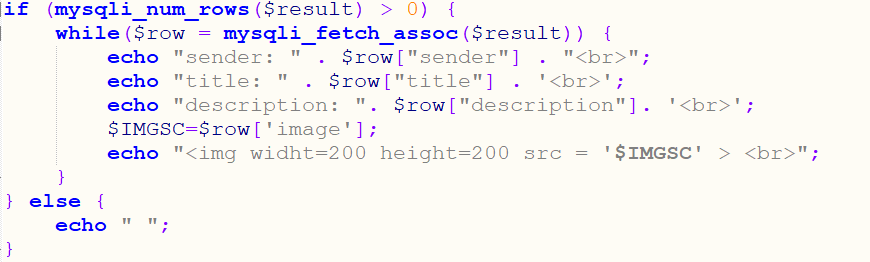 if (mysqli_num_rows($result) > 0) {
while($row = mysqli_fetch_assoc($result)) {
echo "sender: " . $row["sender"] . "<br>";
echo "title: " . $row["title"] . '<br>';
echo "description: ". $row["description"]. '<br>';
$IMGSC=$row['image'];
echo "<img widht=200 height=200 src = '$IMGSC' > <br>";
}
} else {
echo " ";
}